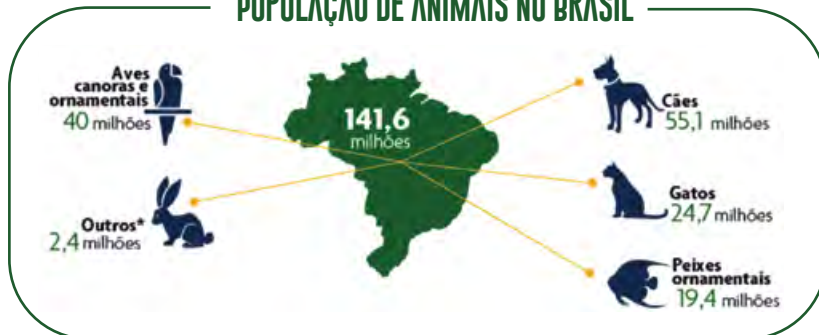 POPULAÇÃO DE ANIMAIS NO BRASIL
Aves
canoras e
ornamentais
40 milhões
Outros*
2,4 milhões
141,6
milhões
Cães
55,1 milhões
Gatos
24,7 milhões
Peixes
ornamentais
19,4 milhões